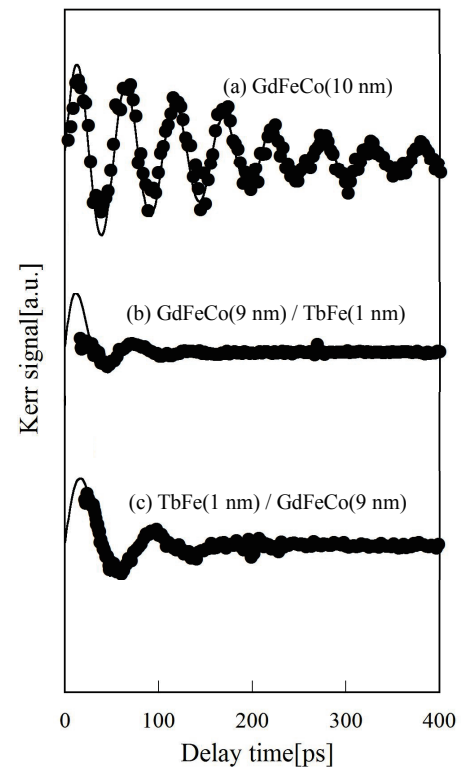 (a) GdFeCo(10 nm)
(b) GdFeCo(9 nm) / TbFe(1 nm)
(c) TbFe(1 nm) / GdFeCo(9 nm)
Kerr signal[a.u.]
0 100 200 300 400
Delay time[ps]